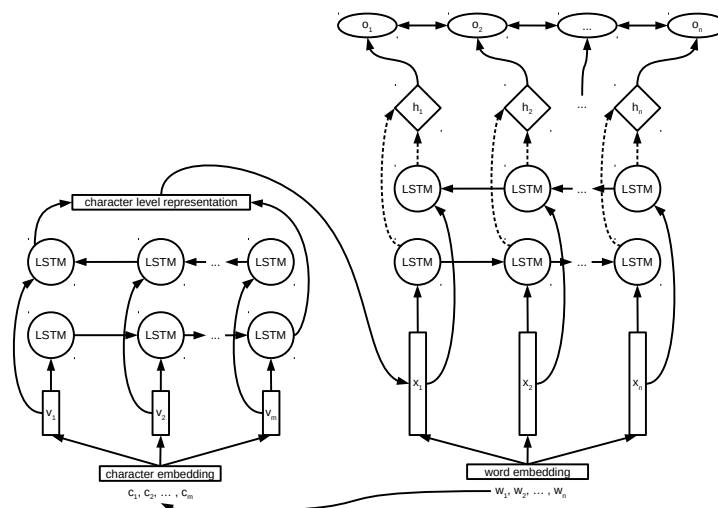 o1 o2 ... on
h1 h2 ... hn
LSTM LSTM ... LSTM
character level representation
LSTM LSTM ... LSTM
LSTM LSTM ... LSTM
LSTM LSTM ... LSTM
x1 x2 xn
v1 v2 vm
character embedding
word embedding
c1, c2, ... , cm
w1, w2, ... , wn